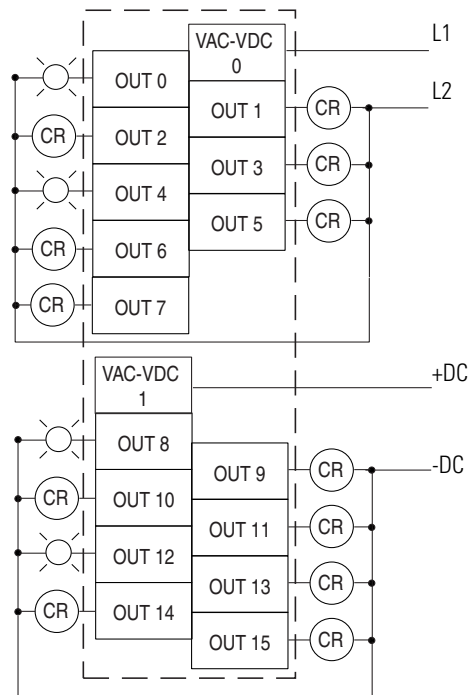 VAC-VDC
0
L1
OUT 0
OUT 1
CR
L2
CR
OUT 2
OUT 3
CR
OUT 4
OUT 5
CR
CR
OUT 6
CR
OUT 7
VAC-VDC
1
+DC
OUT 8
OUT 9
CR
-DC
CR
OUT 10
OUT 11
CR
OUT 12
OUT 13
CR
CR
OUT 14
OUT 15
CR